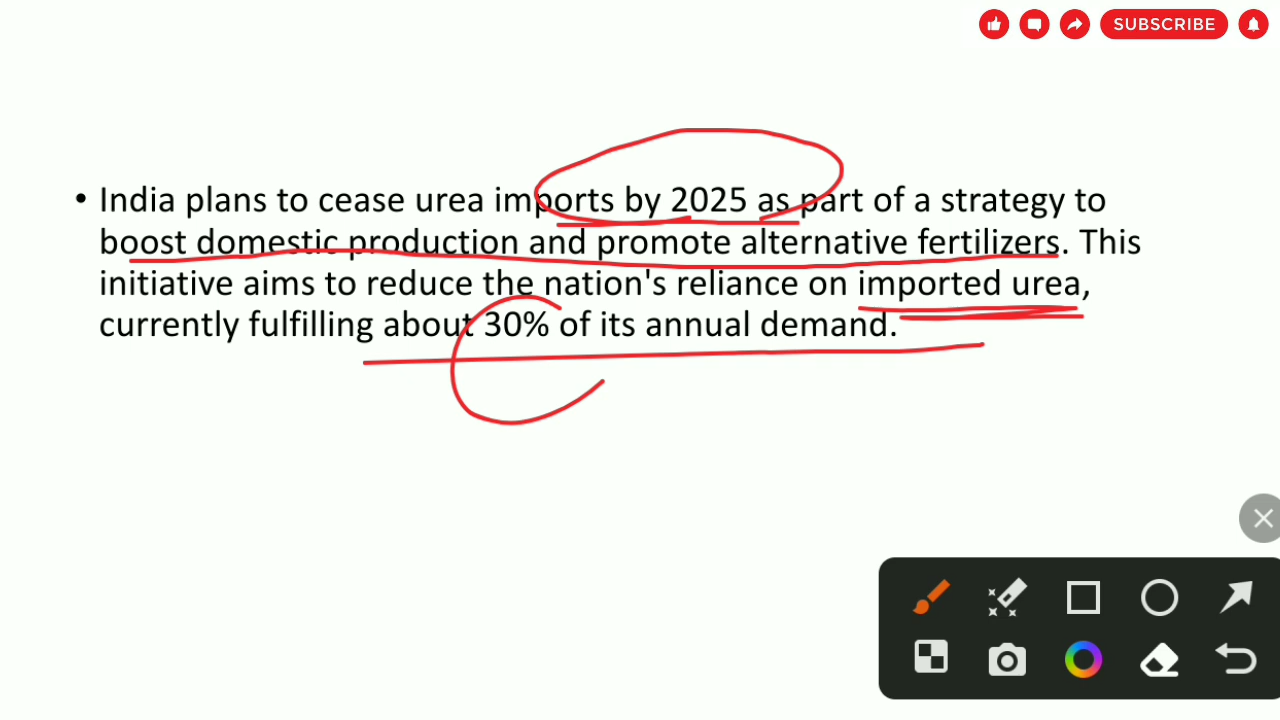 SUBSCRIBE
• India plans to cease urea imports by 2025 as part of a strategy to
boost domestic production and promote alternative fertilizers. This
initiative aims to reduce the nation's reliance on imported urea,
currently fulfilling about 30% of its annual demand.